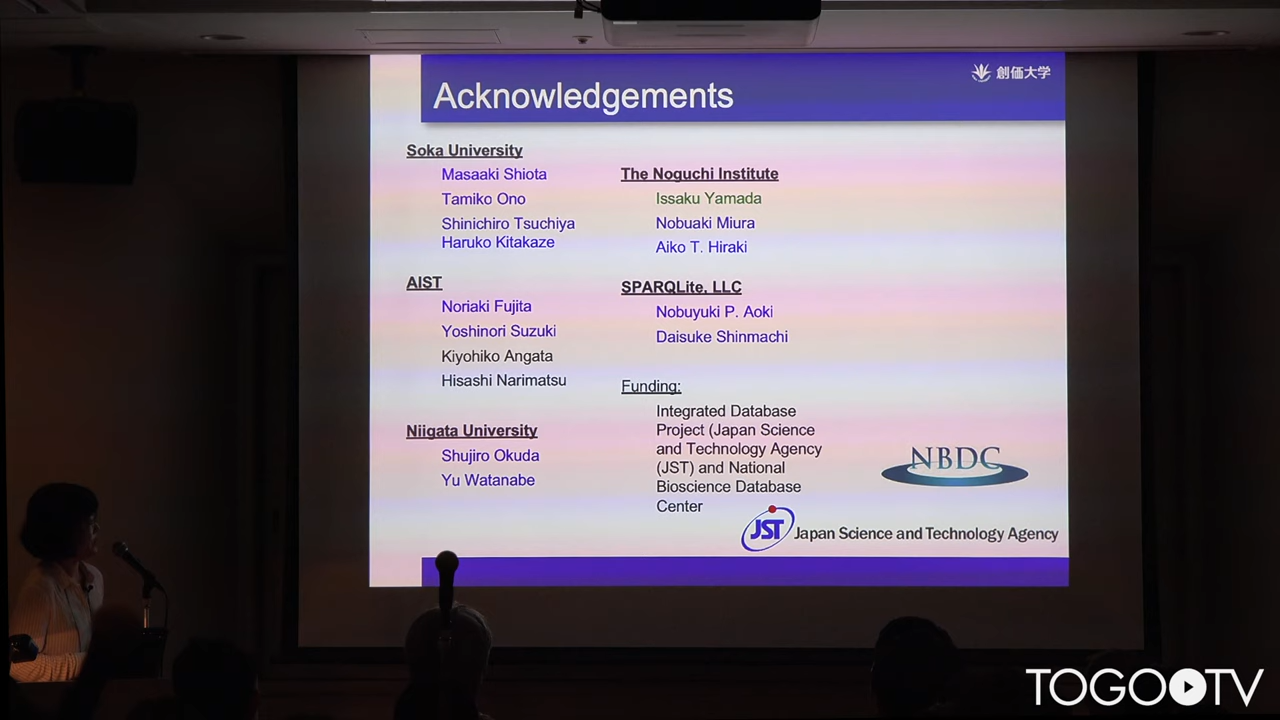 Acknowledgements
創価大学
Soka University
Masaaki Shiota
Tamiko Ono
Shinichiro Tsuchiya
Haruko Kitakaze
AIST
Noriaki Fujita
Yoshinori Suzuki
Kiyohiko Angata
Hisashi Narimatsu
Niigata University
Shujiro Okuda
Yu Watanabe
The Noguchi Institute
Issaku Yamada
Nobuaki Miura
Aiko T. Hiraki
SPARQLite, LLC
Nobuyuki P. Aoki
Daisuke Shinmachi
Funding:
Integrated Database
Project (Japan Science
and Technology Agency
(JST) and National
Bioscience Database
Center
NBDC
JST Japan Science and Technology Agency
TOGOTV